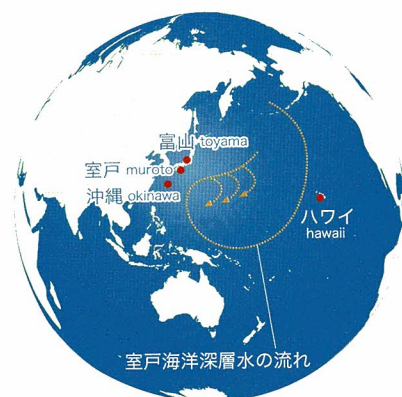 富山 toyama
室戸 muroto
沖縄 okinawa
ハワイ
hawaii
室戸海洋深層水の流れ